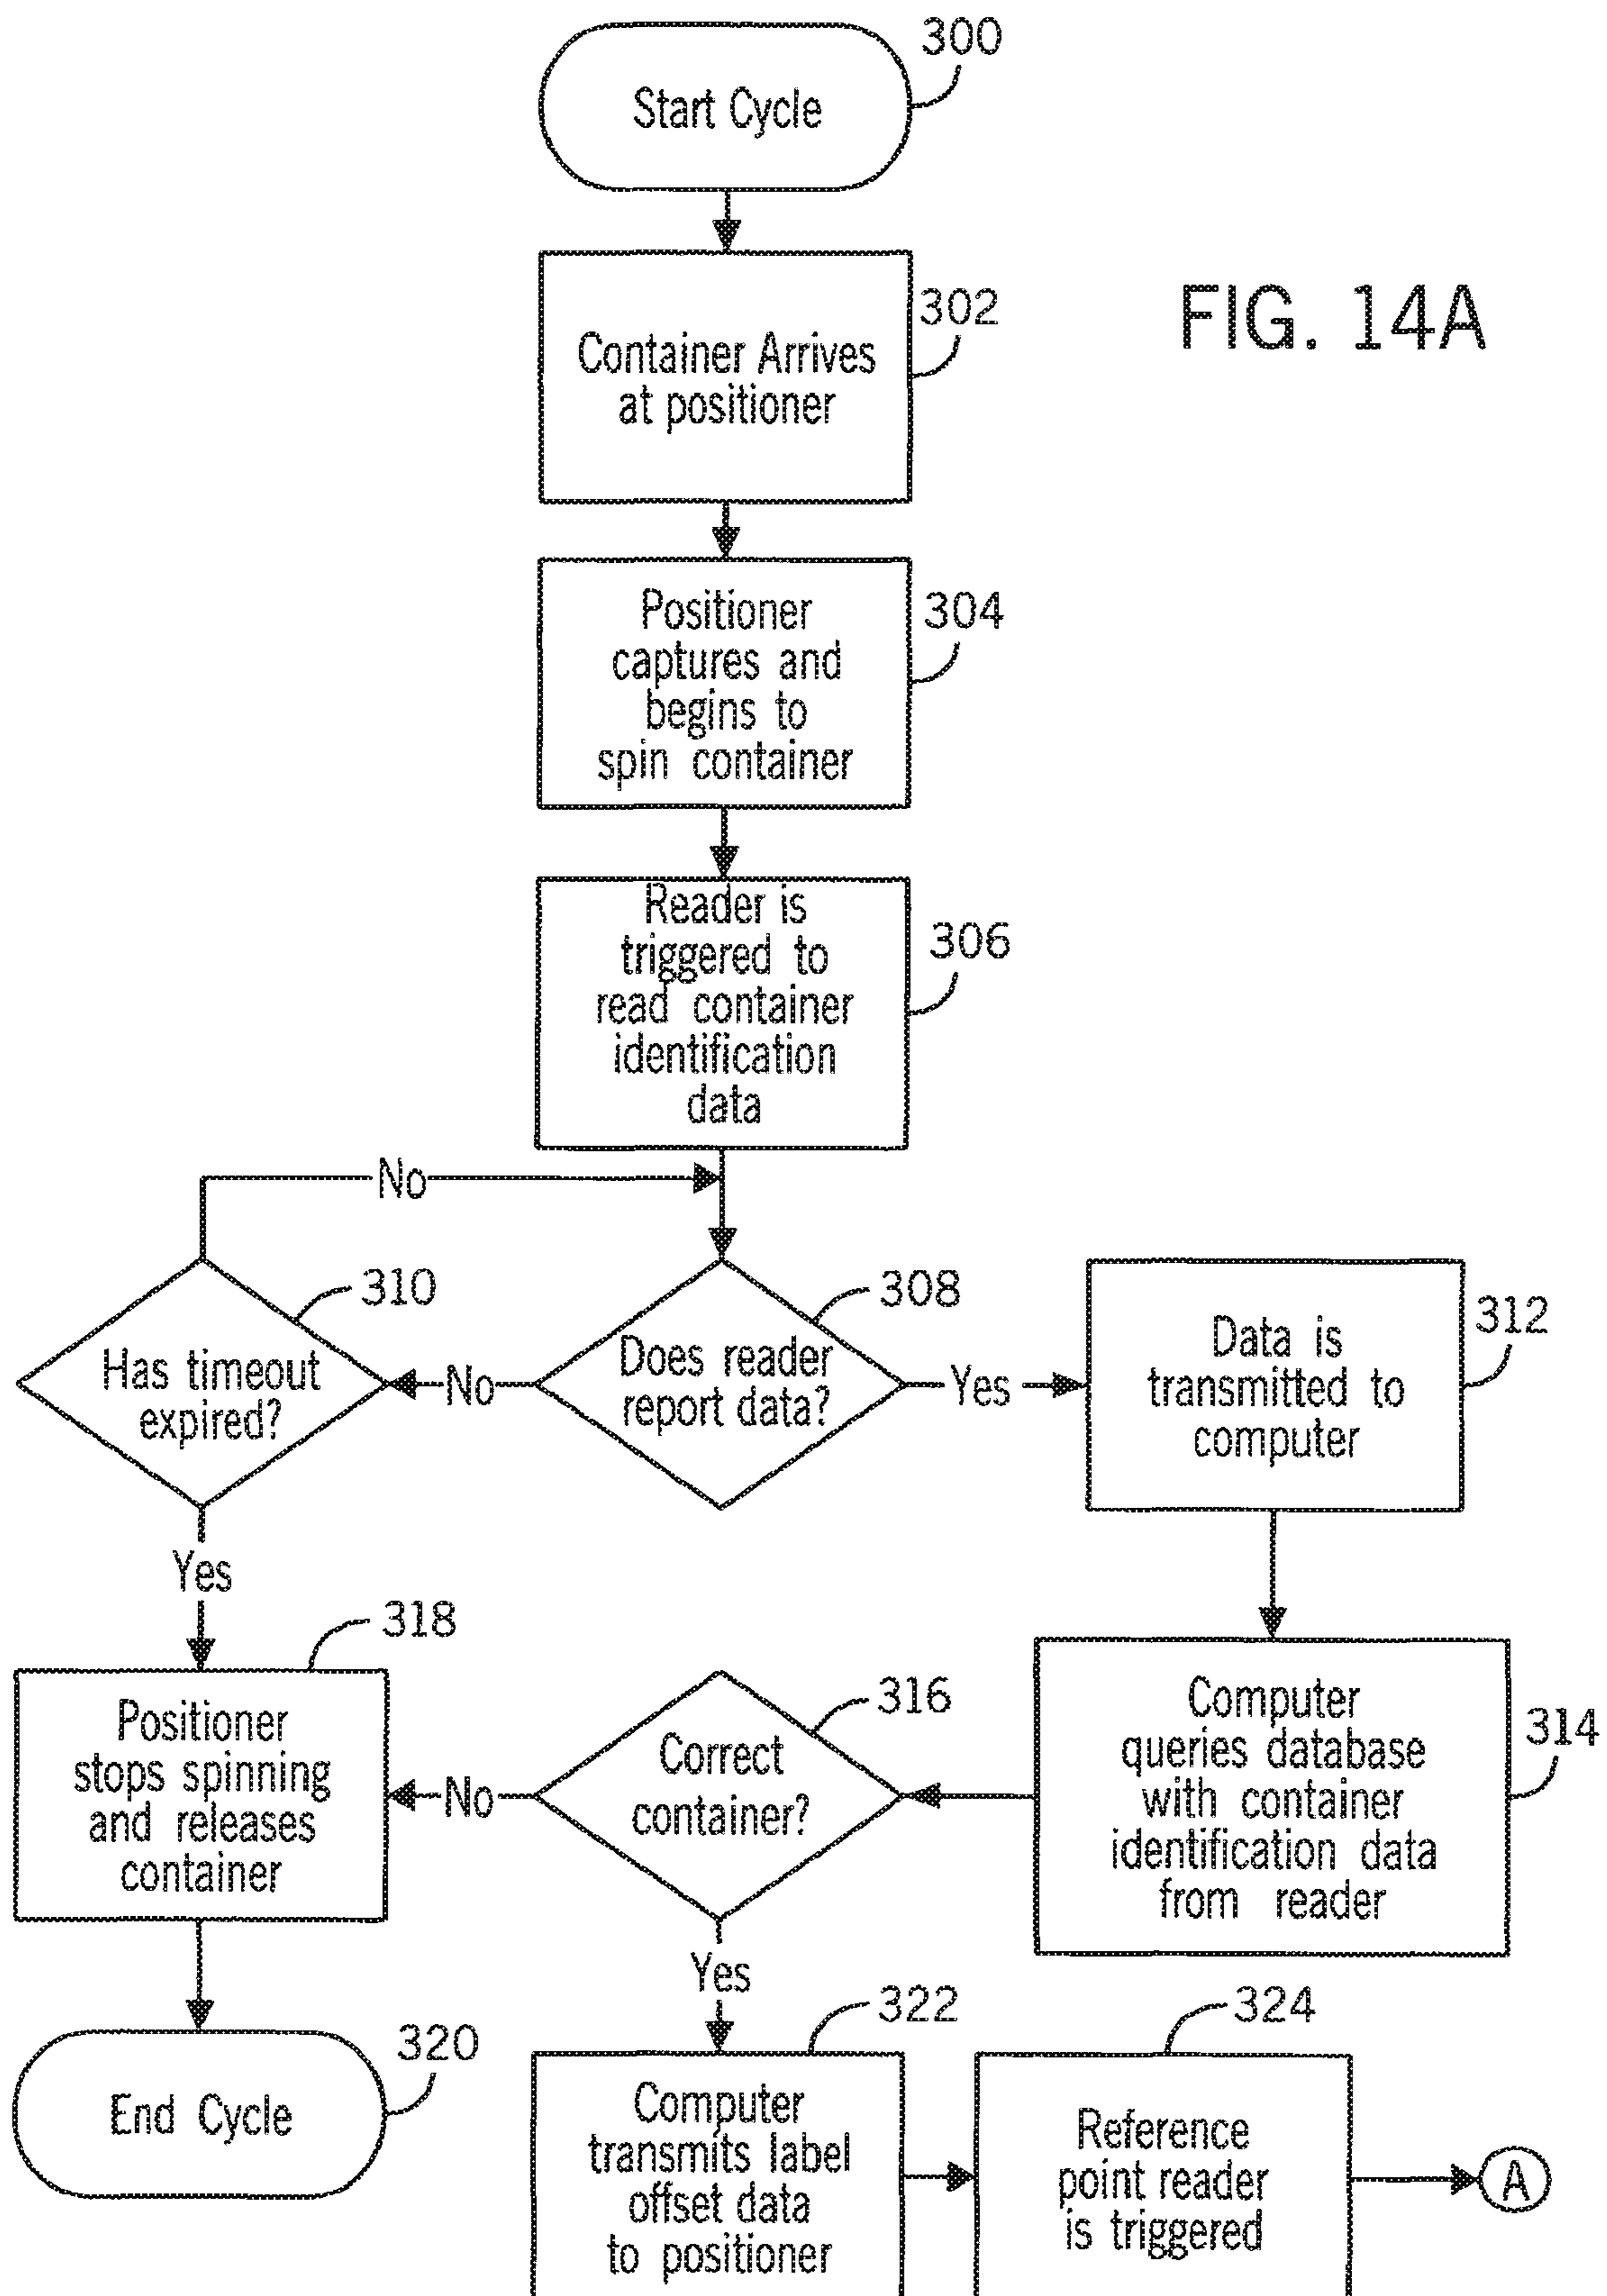 300
Start Cycle
FIG. 14A
302
Container Arrives
at positioner
304
Positioner
captures and
begins to
spin container
306
Reader is
triggered to
read container
identification
data
No
310
Has timeout
expired?
No
308
Does reader
report data?
Yes
312
Data is
transmitted to
computer
Yes
318
Positioner
stops spinning
and releases
container
No
316
Correct
container?
314
Computer
queries database
with container
identification data
from reader
Yes
320
End Cycle
322
Computer
transmits label
offset data
to positioner
324
Reference
point reader
is triggered
A